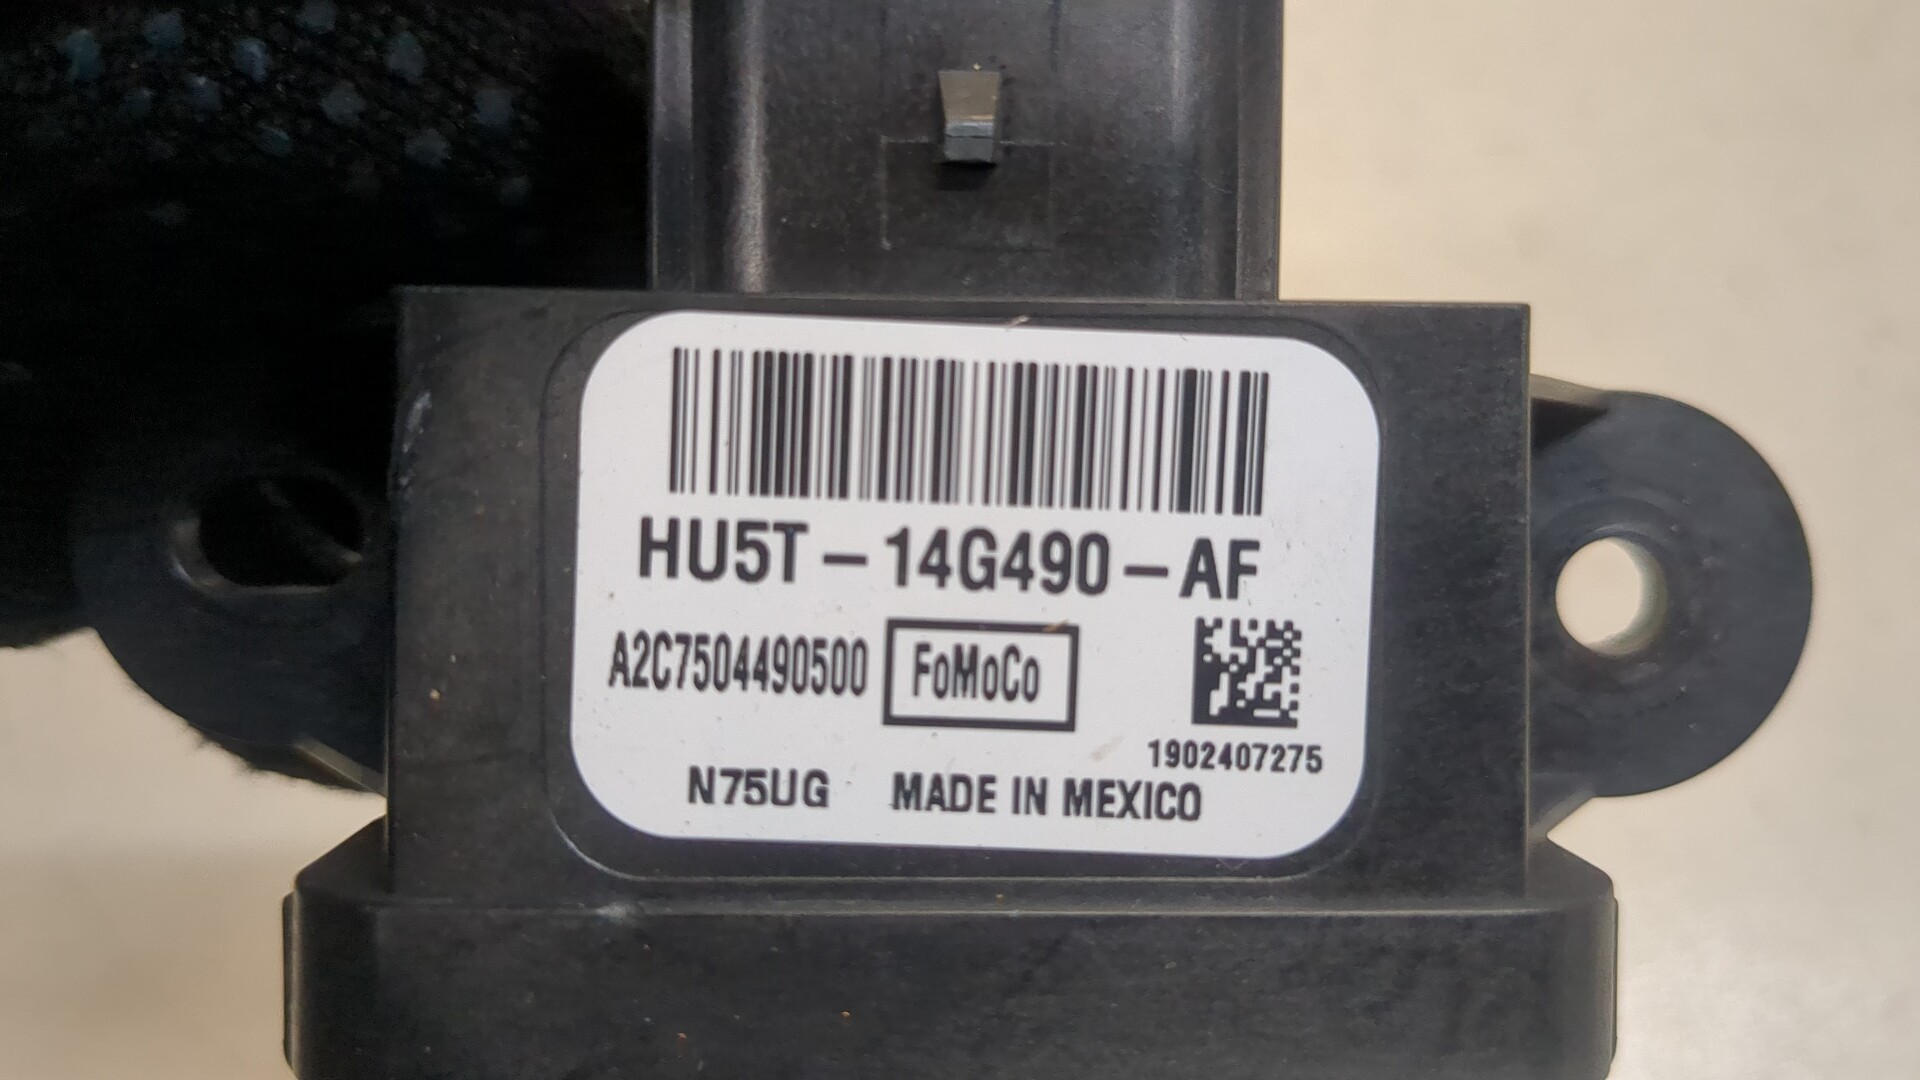 HU5T-14G490-AF
A2C7504490500 FoMoCo
1902407275
N75UG MADE IN MEXICO